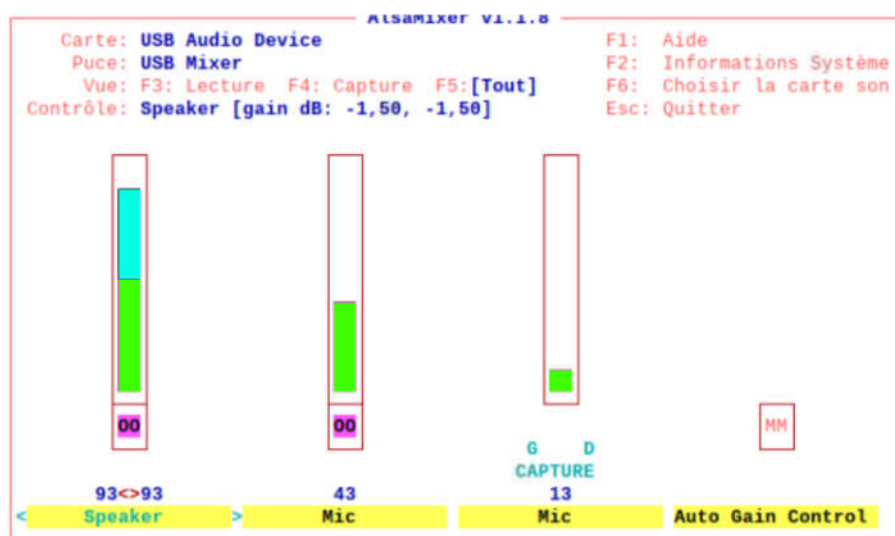 AlsaMixer v1.1.8
Carte: USB Audio Device F1: Aide
Puce: USB Mixer F2: Informations Système
Vue: F3: Lecture F4: Capture F5:[Tout] F6: Choisir la carte son
Contrôle: Speaker [gain dB: -1,50, -1,50] Esc: Quitter
OO OO MM
G D
CAPTURE
93<>93 43 13
< Speaker > Mic Mic Auto Gain Control